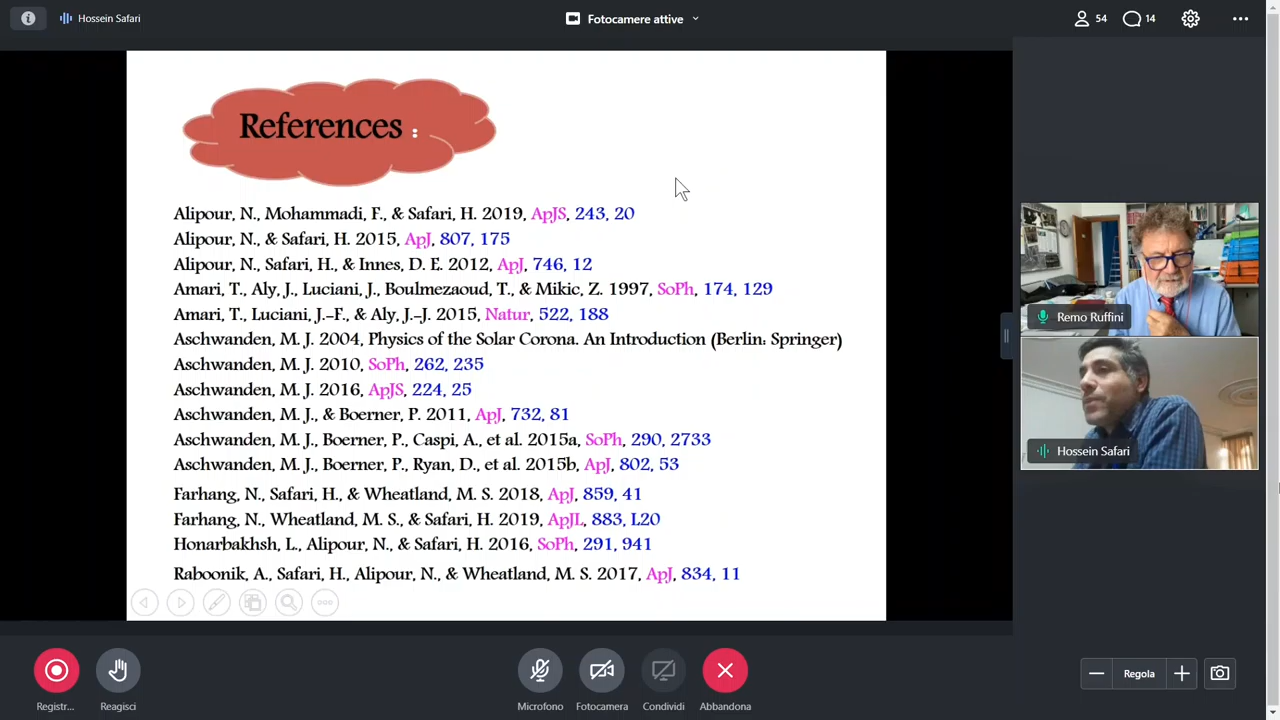 Hossein Safari
Fotocamere attive
54
14
References :
Alipour, N., Mohammadi, F., & Safari, H. 2019, ApJS, 243, 20
Alipour, N., & Safari, H. 2015, ApJ, 807, 175
Alipour, N., Safari, H., & Innes, D. E. 2012, ApJ, 746, 12
Amari, T., Aly, J., Luciani, J., Boulmezaoud, T., & Mikic, Z. 1997, SoPh, 174, 129
Amari, T., Luciani, J.-F., & Aly, J.-J. 2015, Natur, 522, 188
Aschwanden, M. J. 2004, Physics of the Solar Corona. An Introduction (Berlin: Springer)
Aschwanden, M. J. 2010, SoPh, 262, 235
Aschwanden, M. J. 2016, ApJS, 224, 25
Aschwanden, M. J., & Boerner, P. 2011, ApJ, 732, 81
Aschwanden, M. J., Boerner, P., Caspi, A., et al. 2015a, SoPh, 290, 2733
Aschwanden, M. J., Boerner, P., Ryan, D., et al. 2015b, ApJ, 802, 53
Farhang, N., Safari, H., & Wheatland, M. S. 2018, ApJ, 859, 41
Farhang, N., Wheatland, M. S., & Safari, H. 2019, ApJL, 883, L20
Honarbakhsh, L., Alipour, N., & Safari, H. 2016, SoPh, 291, 941
Raboonik, A., Safari, H., Alipour, N., & Wheatland, M. S. 2017, ApJ, 834, 11
Remo Ruffini
Hossein Safari
Registr...
Reagisci
Microfono
Fotocamera
Condividi
Abbandona
Regola